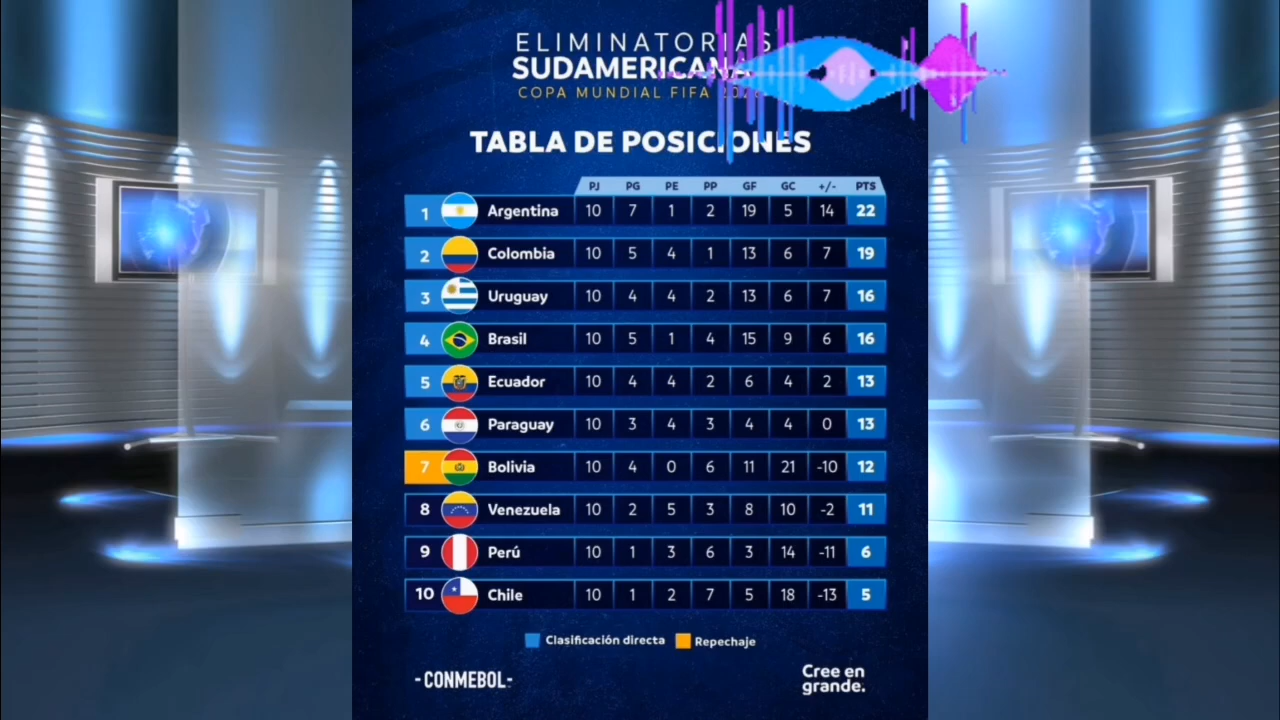 ELIMINATORIAS
SUDAMERICANAS
COPA MUNDIAL FIFA
TABLA DE POSICIONES
PJ PG PE PP GF GC +/- PTS
1 Argentina 10 7 1 2 19 5 14 22
2 Colombia 10 5 4 1 13 6 7 19
3 Uruguay 10 4 4 2 13 6 7 16
4 Brasil 10 5 1 4 15 9 6 16
5 Ecuador 10 4 4 2 6 4 2 13
6 Paraguay 10 3 4 3 4 4 0 13
7 Bolivia 10 4 0 6 11 21 -10 12
8 Venezuela 10 2 5 3 8 10 -2 11
9 Perú 10 1 3 6 3 14 -11 6
10 Chile 10 1 2 7 5 18 -13 5
Clasificación directa Repechaje
-CONMEBOL-
Cree en
grande.